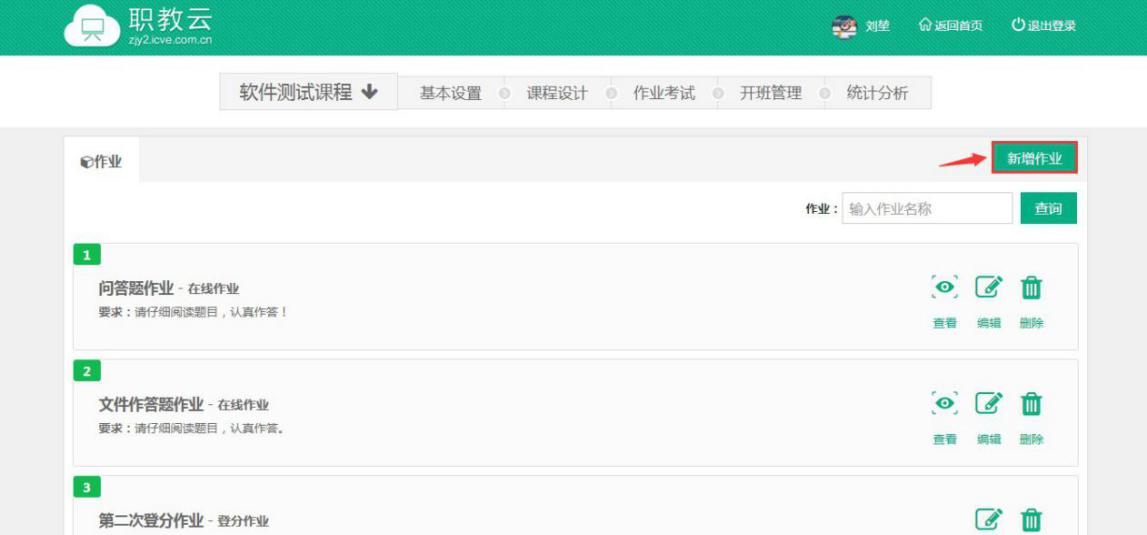 职教云
zjy2.icve.com.cn
刘堃 返回首页 退出登录
软件测试课程 基本设置 课程设计 作业考试 开班管理 统计分析
作业 新增作业
作业： 输入作业名称 查询
1
问答题作业 - 在线作业
要求：请仔细阅读题目，认真作答！
查看 编辑 删除
2
文件作答题作业 - 在线作业
要求：请仔细阅读题目，认真作答。
查看 编辑 删除
3
第二次登分作业 - 登分作业